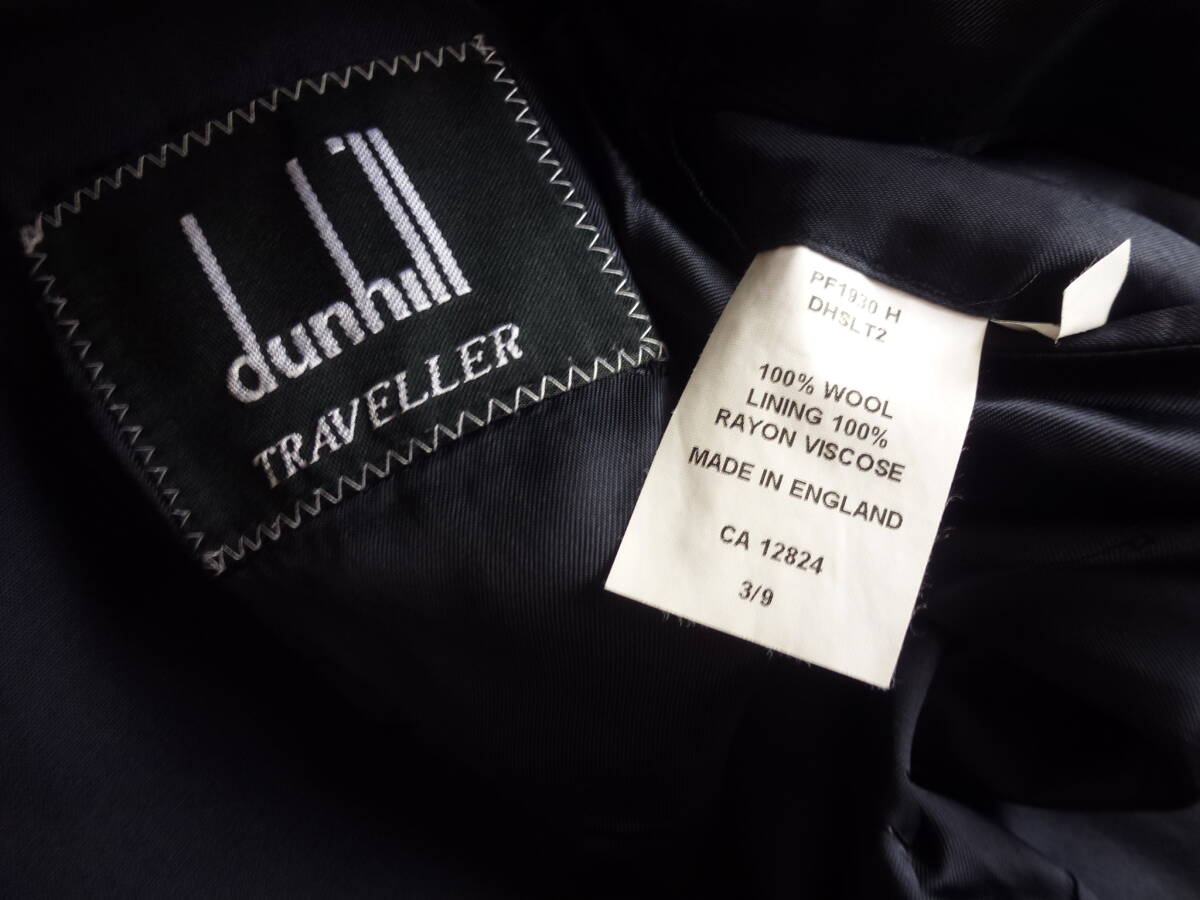 dunhill
TRAVELLER
PF1930 H
DHSLT2
100% WOOL
LINING 100%
RAYON VISCOSE
MADE IN ENGLAND
CA 12824
3/9